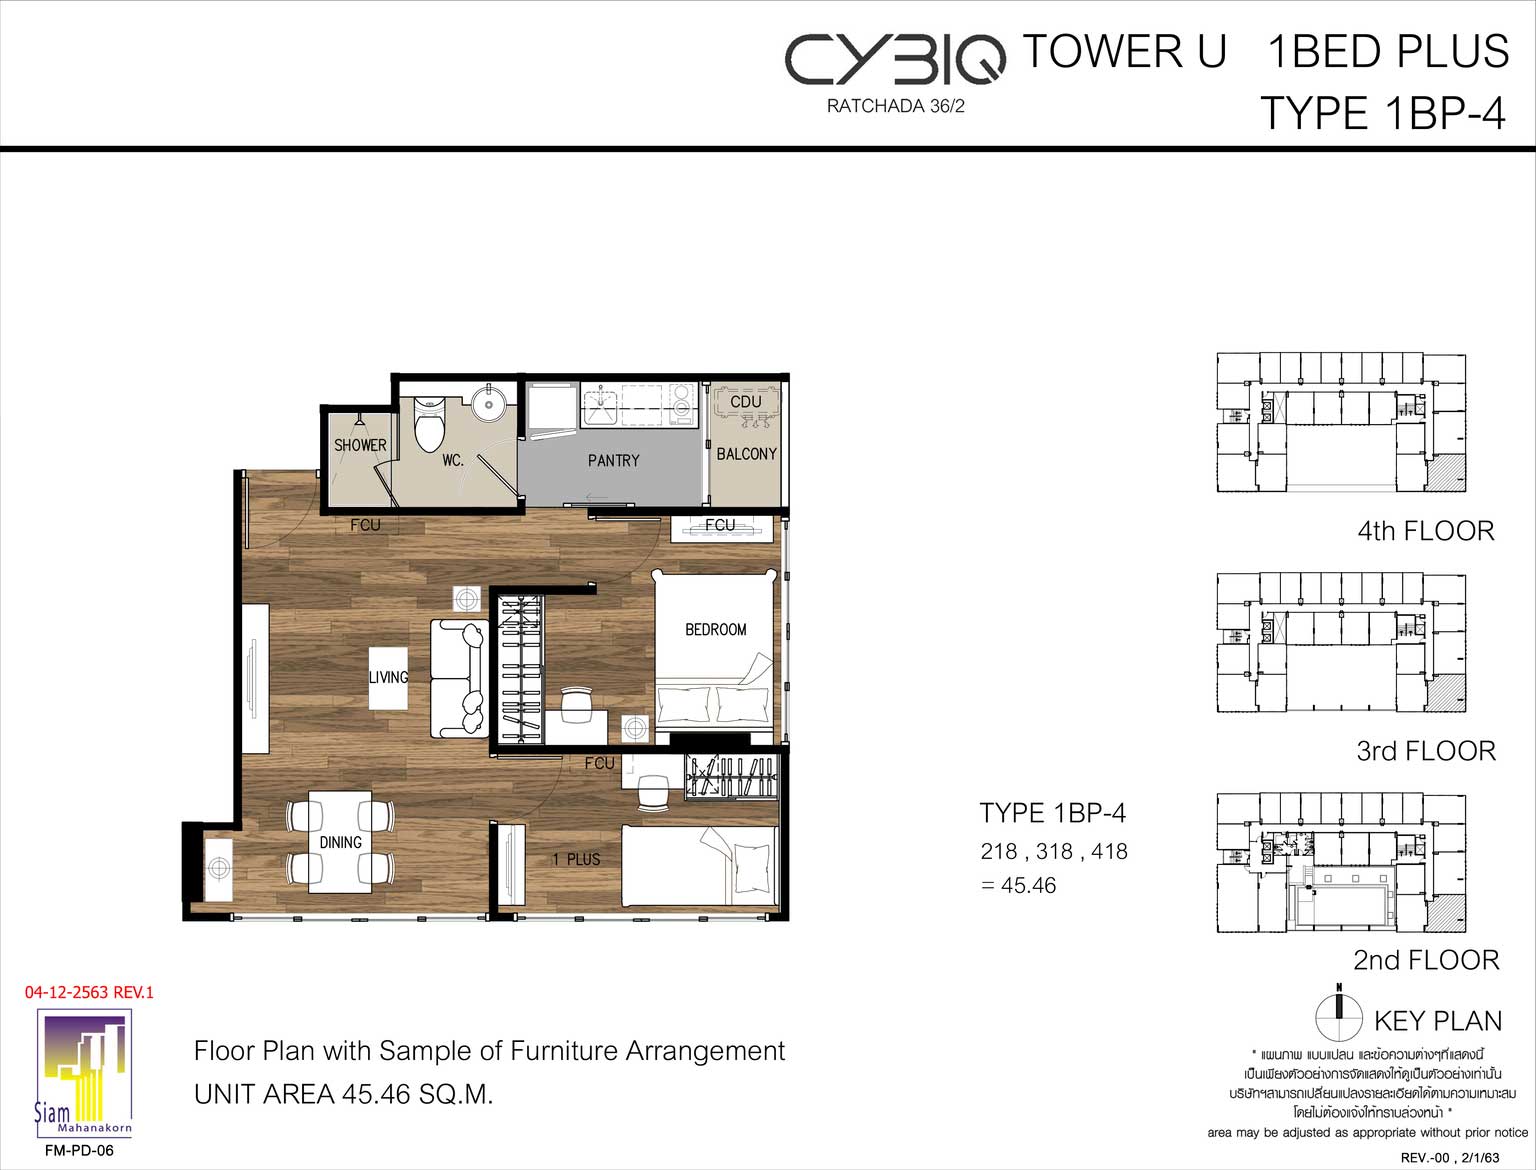 CYBIQ TOWER U 1BED PLUS
RATCHADA 36/2
TYPE 1BP-4
SHOWER
WC.
PANTRY
CDU
BALCONY
FCU
FCU
BEDROOM
LIVING
FCU
DINING
1 PLUS
4th FLOOR
3rd FLOOR
TYPE 1BP-4
218 , 318 , 418
= 45.46
2nd FLOOR
N
KEY PLAN
04-12-2563 REV.1
Siam
Mahanakorn
FM-PD-06
Floor Plan with Sample of Furniture Arrangement
UNIT AREA 45.46 SQ.M.
* แผนภาพ แบบแปลน และข้อความต่างๆที่แสดงนี้
เป็นเพียงตัวอย่างการจัดแสดงให้ดูเป็นตัวอย่างเท่านั้น
บริษัทฯสามารถเปลี่ยนแปลงรายละเอียดได้ตามความเหมาะสม
โดยไม่ต้องแจ้งให้ทราบล่วงหน้า *
area may be adjusted as appropriate without prior notice
REV.-00 , 2/1/63